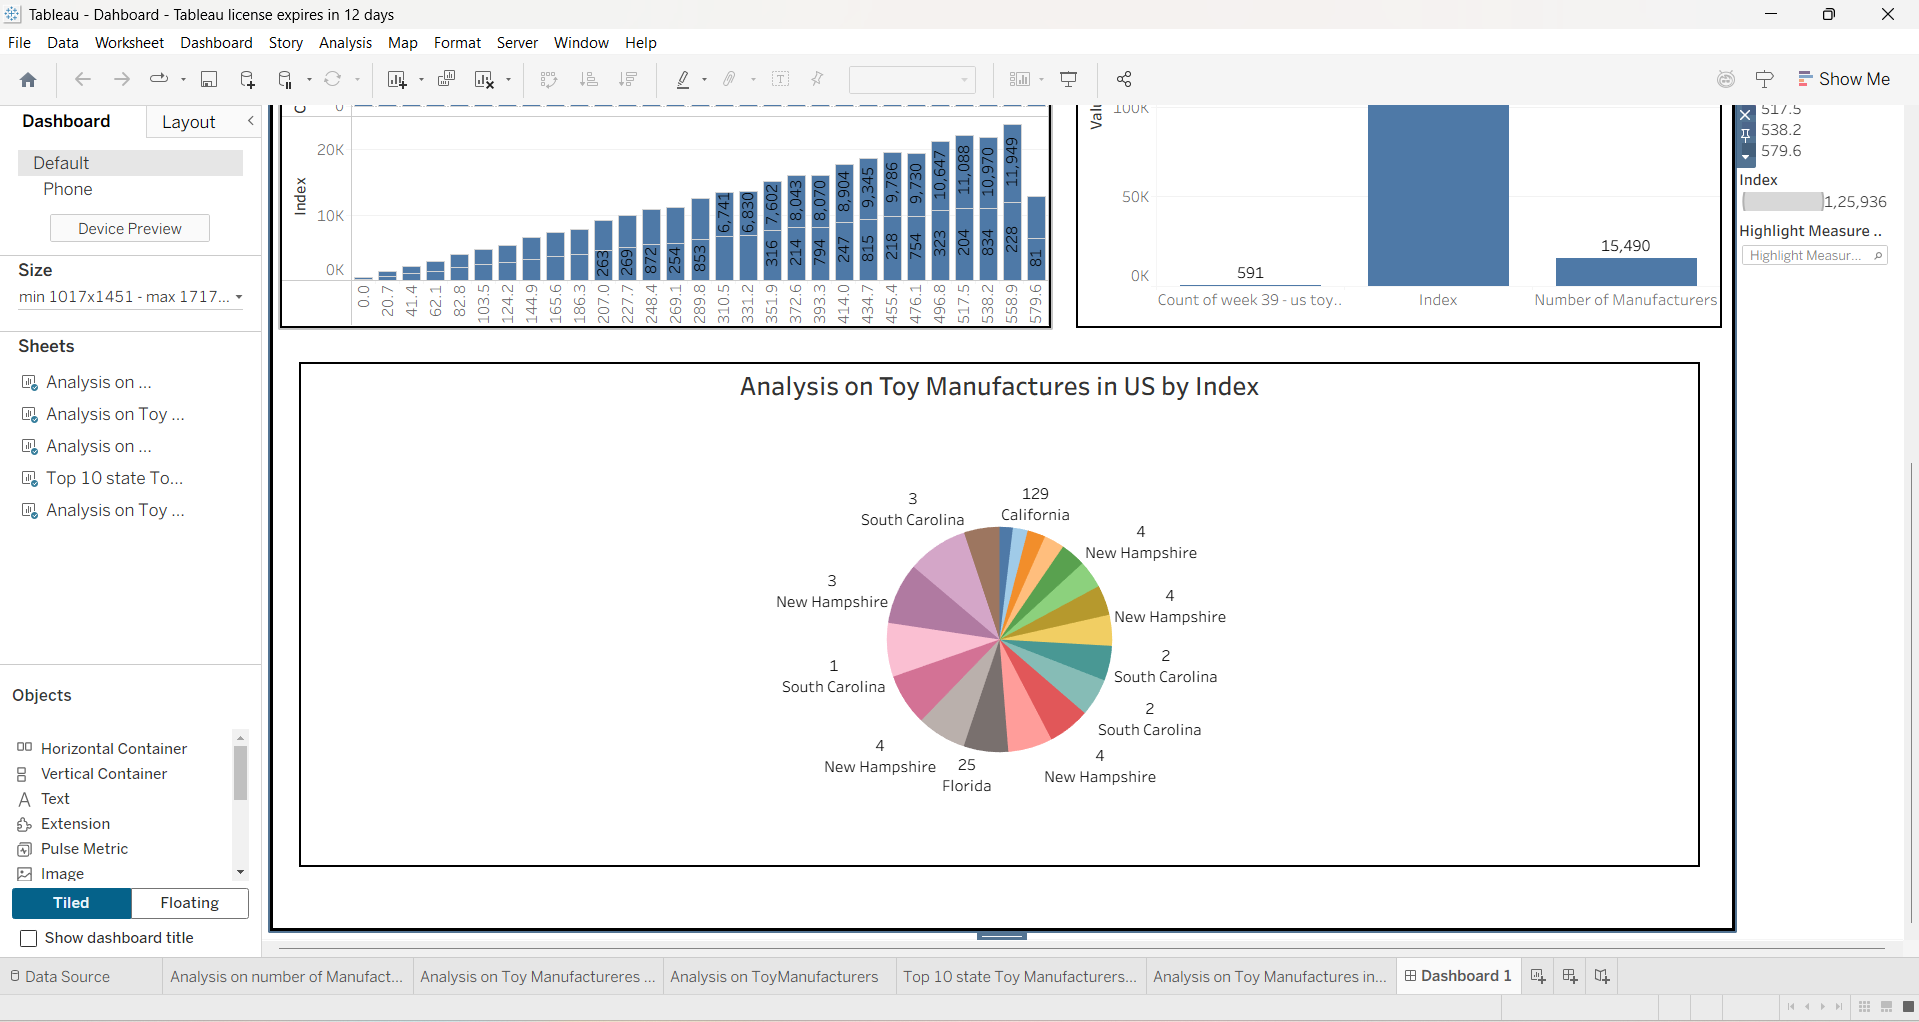 Tableau - Dahboard - Tableau license expires in 12 days
File Data Worksheet Dashboard Story Analysis Map Format Server Window Help
Show Me
Dashboard
Layout
Default
Phone
Device Preview
Size
min 1017x1451 - max 1717...
Sheets
Analysis on ...
Analysis on Toy ...
Analysis on ...
Top 10 state To...
Analysis on Toy ...
Objects
Horizontal Container
Vertical Container
Text
Extension
Pulse Metric
Image
Tiled
Floating
Show dashboard title
Index
20K
10K
0K
263
269
872
254
853
6,741
6,830
316 7,602
214 8,043
794 8,070
247 8,904
815 9,345
218 9,786
754 9,730
323 10,647
204 11,088
834 10,970
228 11,949
81
0.0
20.7
41.4
62.1
82.8
103.5
124.2
144.9
165.6
186.3
207.0
227.7
248.4
269.1
289.8
310.5
331.2
351.9
372.6
393.3
414.0
434.7
455.4
476.1
496.8
517.5
538.2
558.9
579.6
100K
50K
0K
591
15,490
Count of week 39 - us toy..
Index
Number of Manufacturers
517.5
538.2
579.6
Index
1,25,936
Highlight Measure ..
Highlight Measur...
Analysis on Toy Manufactures in US by Index
3
South Carolina
129
California
4
New Hampshire
3
New Hampshire
4
New Hampshire
1
South Carolina
2
South Carolina
2
South Carolina
4
New Hampshire
25
Florida
4
New Hampshire
Data Source
Analysis on number of Manufact...
Analysis on Toy Manufactureres ...
Analysis on ToyManufacturers
Top 10 state Toy Manufacturers...
Analysis on Toy Manufactures in...
Dashboard 1